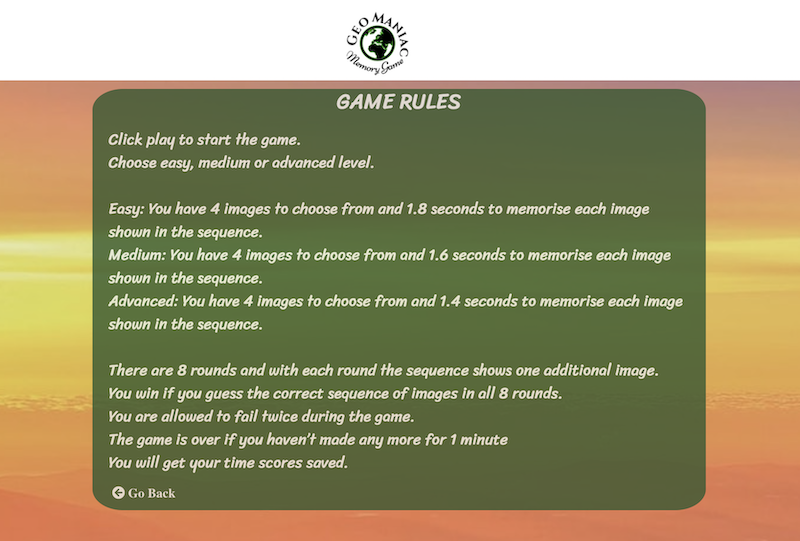 GEO MANIAC
Memory Game
GAME RULES
Click play to start the game.
Choose easy, medium or advanced level.
Easy: You have 4 images to choose from and 1.8 seconds to memorise each image
shown in the sequence.
Medium: You have 4 images to choose from and 1.6 seconds to memorise each image
shown in the sequence.
Advanced: You have 4 images to choose from and 1.4 seconds to memorise each image
shown in the sequence.
There are 8 rounds and with each round the sequence shows one additional image.
You win if you guess the correct sequence of images in all 8 rounds.
You are allowed to fail twice during the game.
The game is over if you haven't made any more for 1 minute
You will get your time scores saved.
Go Back